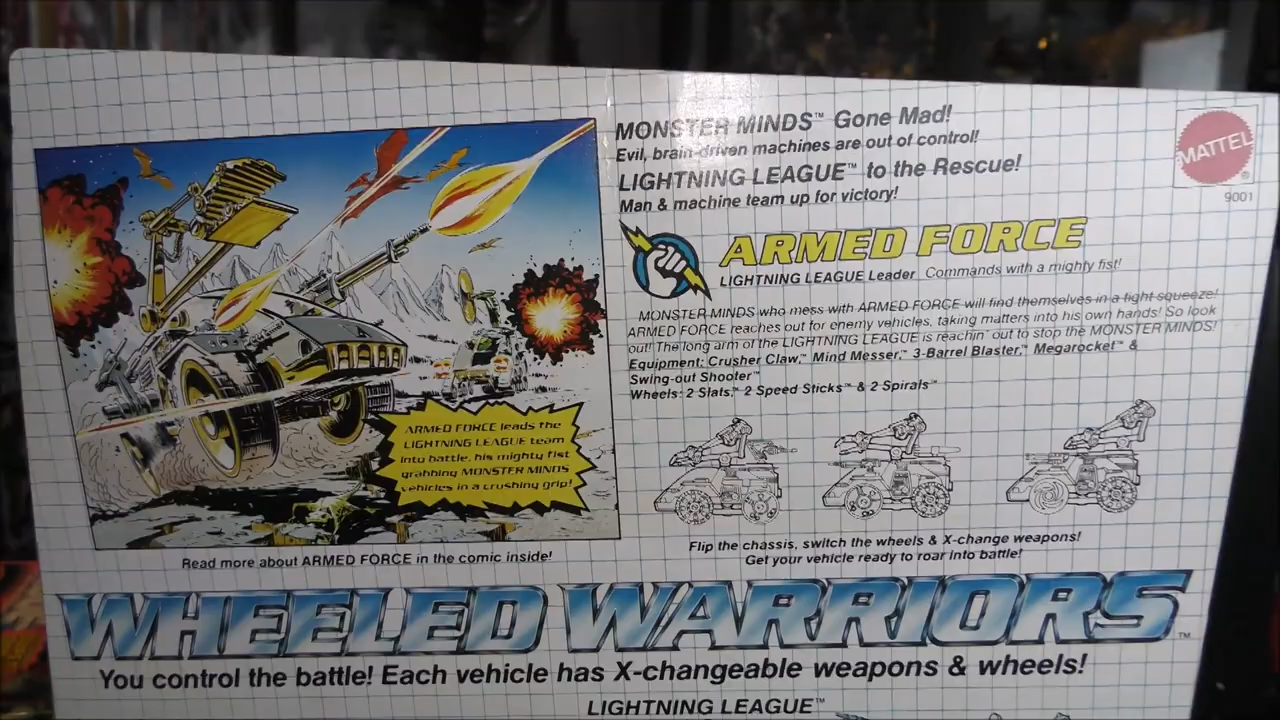 MONSTER MINDS™ Gone Mad!
Evil, brain-driven machines are out of control!
LIGHTNING LEAGUE™ to the Rescue!
Man & machine team up for victory!
MATTEL
®
9001
ARMED FORCE
LIGHTNING LEAGUE Leader Commands with a mighty fist!
MONSTER MINDS who mess with ARMED FORCE will find themselves in a tight squeeze!
ARMED FORCE reaches out for enemy vehicles, taking matters into his own hands! So look
out! The long arm of the LIGHTNING LEAGUE is reachin' out to stop the MONSTER MINDS!
Equipment: Crusher Claw,™ Mind Messer,™ 3-Barrel Blaster,™ Megarocket™ &
Swing-out Shooter™
Wheels: 2 Slats,™ 2 Speed Sticks™ & 2 Spirals™
ARMED FORCE leads the
LIGHTNING LEAGUE team
into battle, his mighty fist
grabbing MONSTER MINDS
vehicles in a crushing grip!
Read more about ARMED FORCE in the comic inside!
Flip the chassis, switch the wheels & X-change weapons!
Get your vehicle ready to roar into battle!
WHEELED WARRIORS™
You control the battle! Each vehicle has X-changeable weapons & wheels!
LIGHTNING LEAGUE™